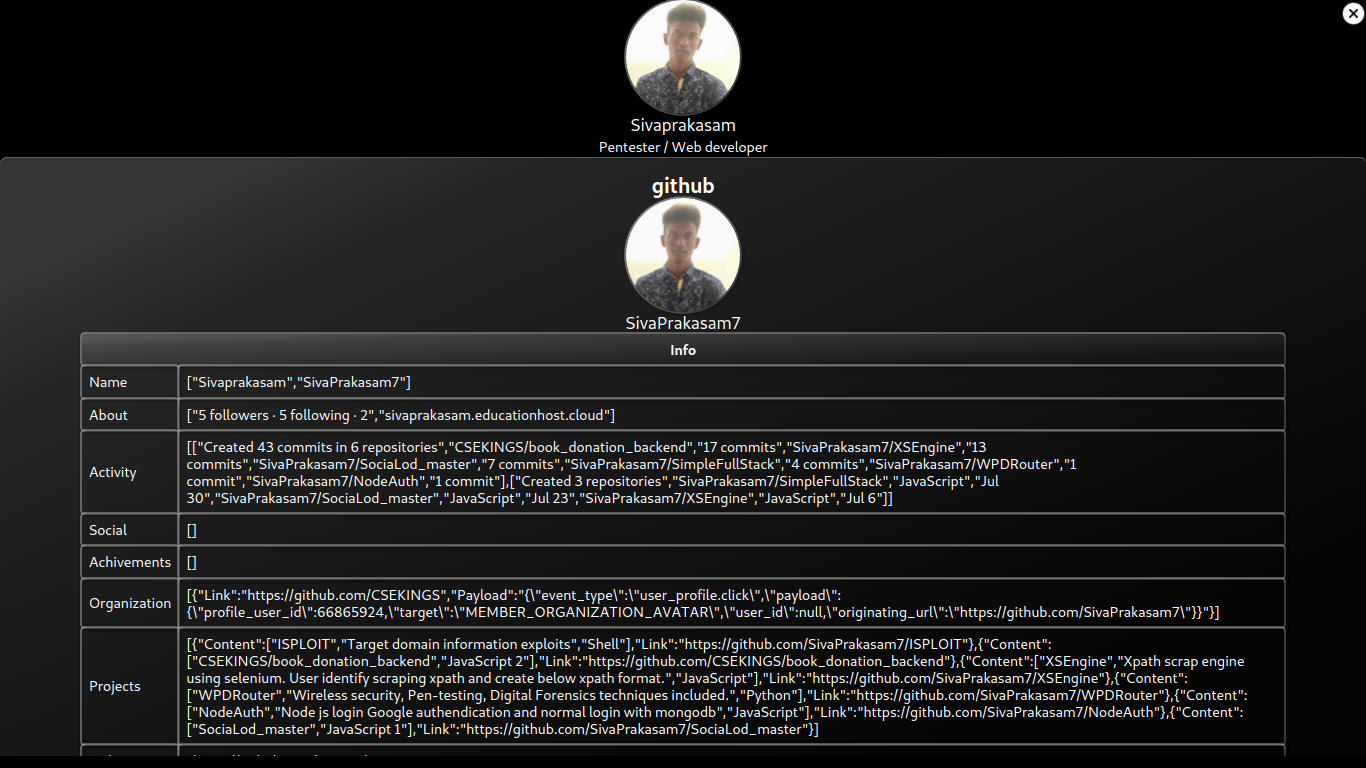 Sivaprakasam
Pentester / Web developer
github
SivaPrakasam7
Info
Name
["Sivaprakasam","SivaPrakasam7"]
About
["5 followers · 5 following · 2","sivaprakasam.educationhost.cloud"]
Activity
[["Created 43 commits in 6 repositories","CSEKINGS/book_donation_backend","17 commits","SivaPrakasam7/XSEngine","13
commits","SivaPrakasam7/SociaLod_master","7 commits","SivaPrakasam7/SimpleFullStack","4 commits","SivaPrakasam7/WPDRouter","1
commit","SivaPrakasam7/NodeAuth","1 commit"],["Created 3 repositories","SivaPrakasam7/SimpleFullStack","JavaScript","Jul
30","SivaPrakasam7/SociaLod_master","JavaScript","Jul 23","SivaPrakasam7/XSEngine","JavaScript","Jul 6"]]
Social
[]
Achivements
[]
Organization
[{"Link":"https://github.com/CSEKINGS","Payload":"{\"event_type\":\"user_profile.click\",\"payload\":
{\"profile_user_id\":66865924,\"target\":\"MEMBER_ORGANIZATION_AVATAR\",\"user_id\":null,\"originating_url\":\"https://github.com/SivaPrakasam7\"}}"}]
Projects
[{"Content":["ISPLOIT","Target domain information exploits","Shell"],"Link":"https://github.com/SivaPrakasam7/ISPLOIT"},{"Content":
["CSEKINGS/book_donation_backend","JavaScript 2"],"Link":"https://github.com/CSEKINGS/book_donation_backend"},{"Content":["XSEngine","Xpath scrap engine
using selenium. User identify scraping xpath and create below xpath format.","JavaScript"],"Link":"https://github.com/SivaPrakasam7/XSEngine"},{"Content":
["WPDRouter","Wireless security, Pen-testing, Digital Forensics techniques included.","Python"],"Link":"https://github.com/SivaPrakasam7/WPDRouter"},{"Content":
["NodeAuth","Node js login Google authendication and normal login with mongodb","JavaScript"],"Link":"https://github.com/SivaPrakasam7/NodeAuth"},{"Content":
["SociaLod_master","JavaScript 1"],"Link":"https://github.com/SivaPrakasam7/SociaLod_master"}]